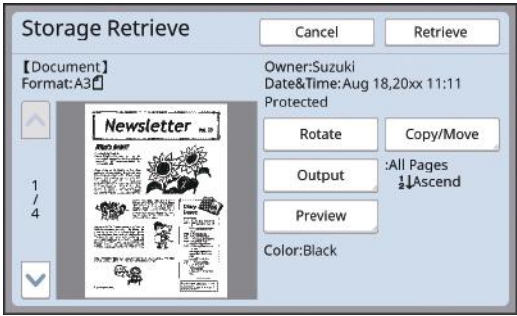 Storage Retrieve
Cancel
Retrieve
【Document】
Format:A3
Owner:Suzuki
Date&Time:Aug 18,20xx 11:11
Protected
Newsletter
Rotate
Copy/Move
Output
:All Pages
Ascend
1
/
4
Preview
Color:Black